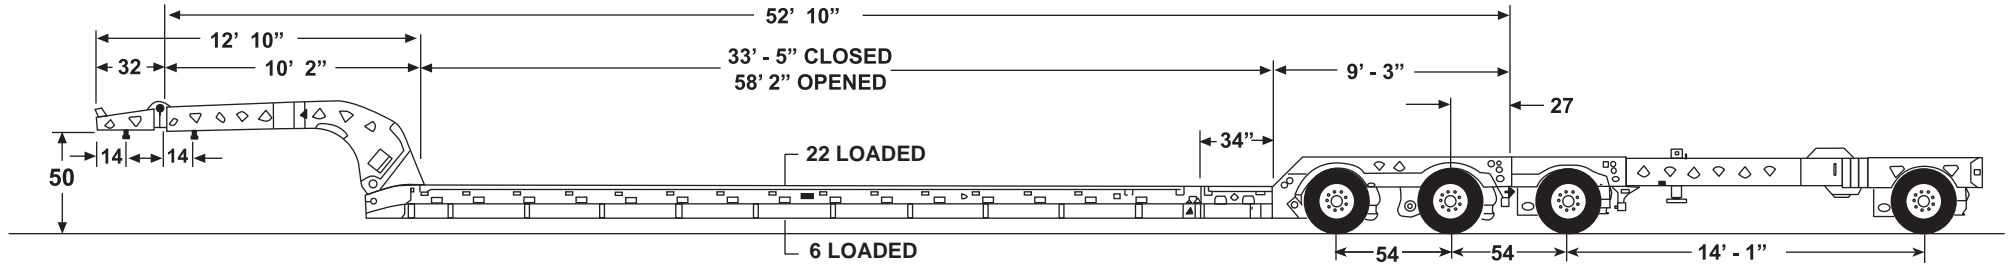 52’ 10”
12’ 10”
33’ - 5” CLOSED
32
10’ 2”
58’ 2” OPENED
9’ - 3”
27
34”
14
14
22 LOADED
50
6 LOADED
54
54
14’ - 1”